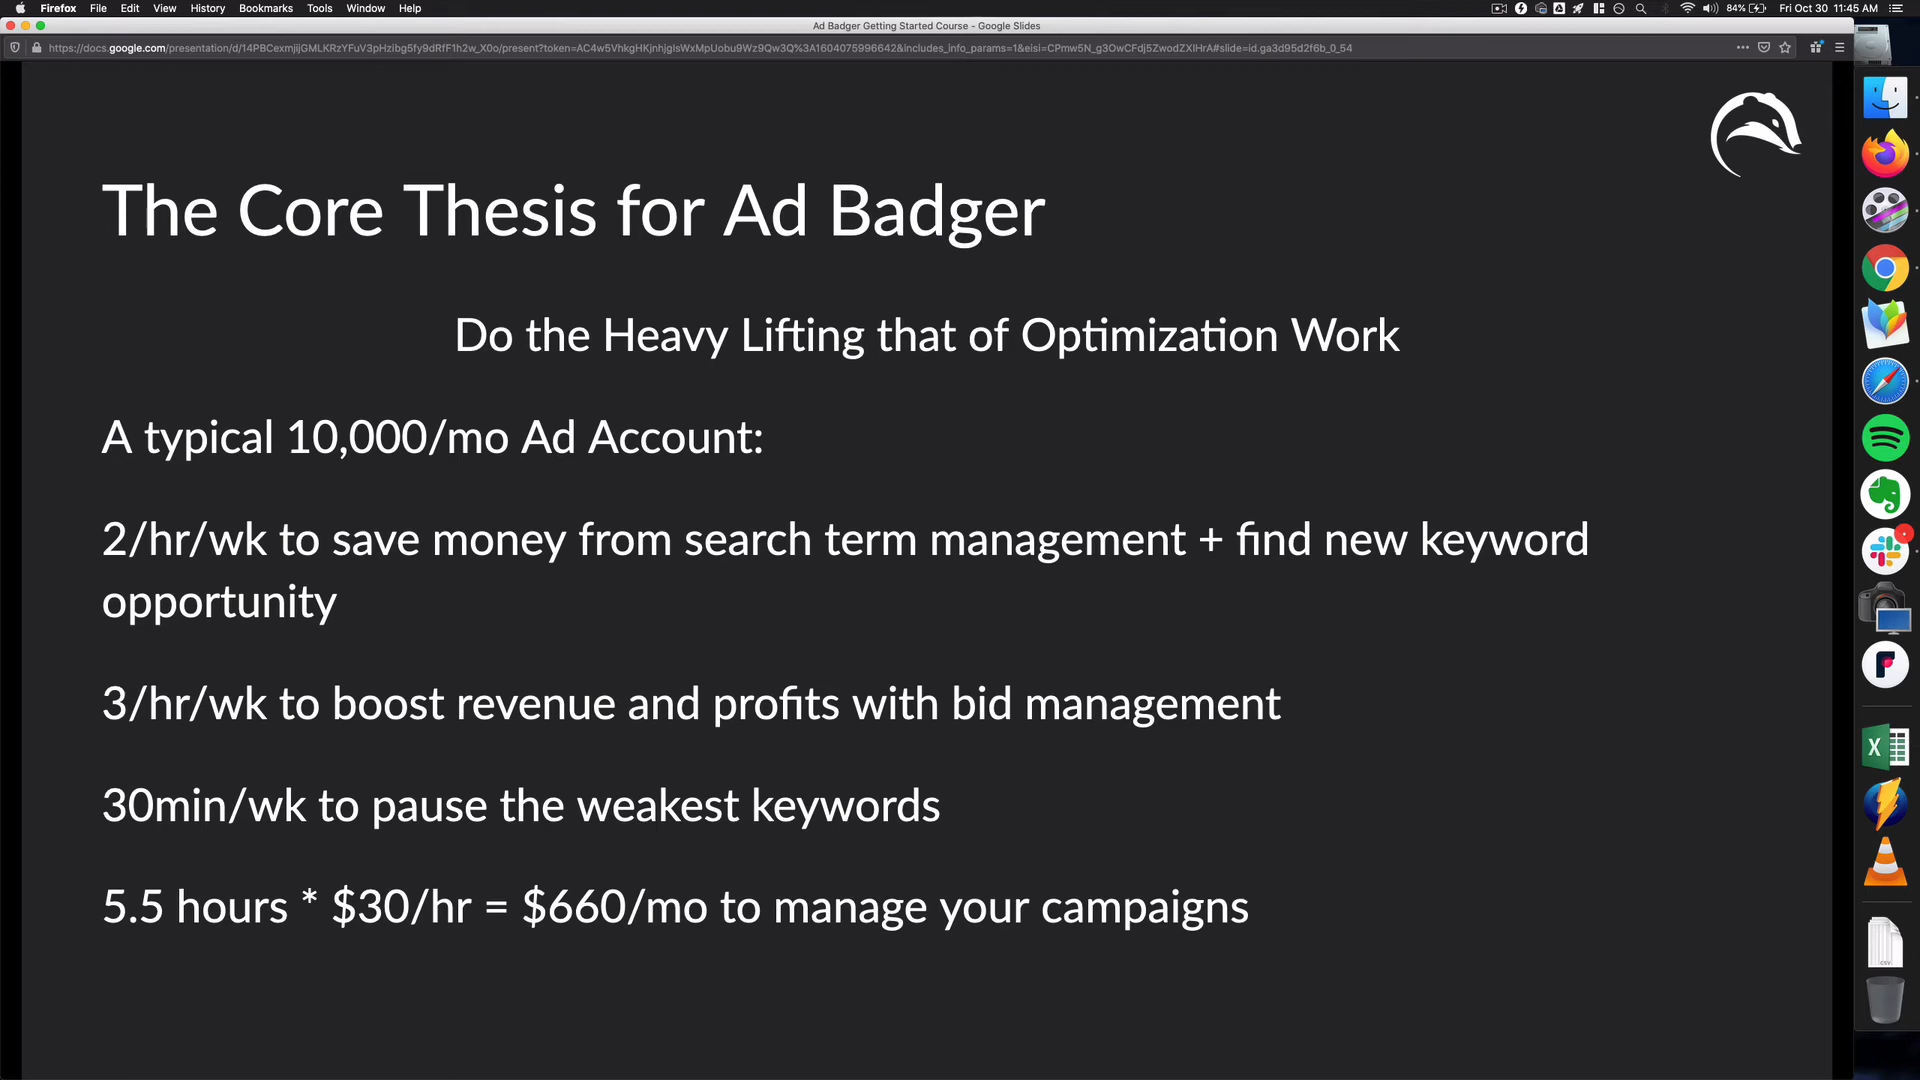 Firefox File Edit View History Bookmarks Tools Window Help 84% Fri Oct 30 11:45 AM
Ad Badger Getting Started Course - Google Slides
The Core Thesis for Ad Badger
Do the Heavy Lifting that of Optimization Work
A typical 10,000/mo Ad Account:
2/hr/wk to save money from search term management + find new keyword
opportunity
3/hr/wk to boost revenue and profits with bid management
30min/wk to pause the weakest keywords
5.5 hours * $30/hr = $660/mo to manage your campaigns